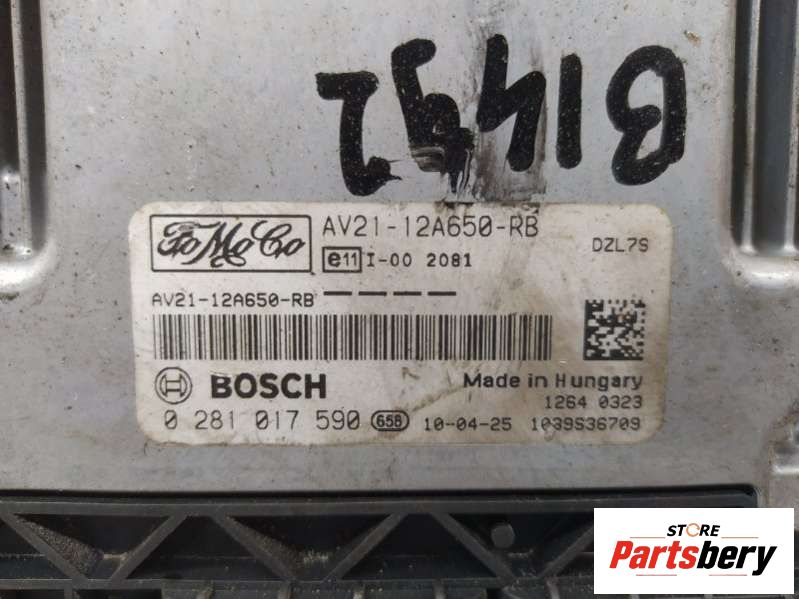 B1492
FoMoCo
AV21-12A650-RB
DZL7S
e11 I-00 2081
AV21-12A650-RB
BOSCH
Made in Hungary
1264 0323
0 281 017 590 658 10-04-25 1039S36709
STORE
Partsbery